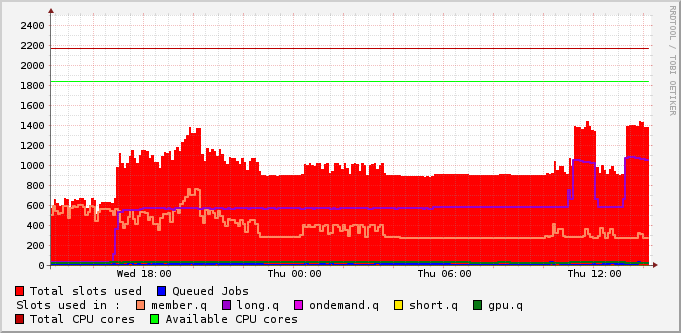 RRDTOOL / TOBI OETIKER
2400
2200
2000
1800
1600
1400
1200
1000
800
600
400
200
0
Wed 18:00 Thu 00:00 Thu 06:00 Thu 12:00
Total slots used Queued Jobs
Slots used in : member.q long.q ondemand.q short.q gpu.q
Total CPU cores Available CPU cores